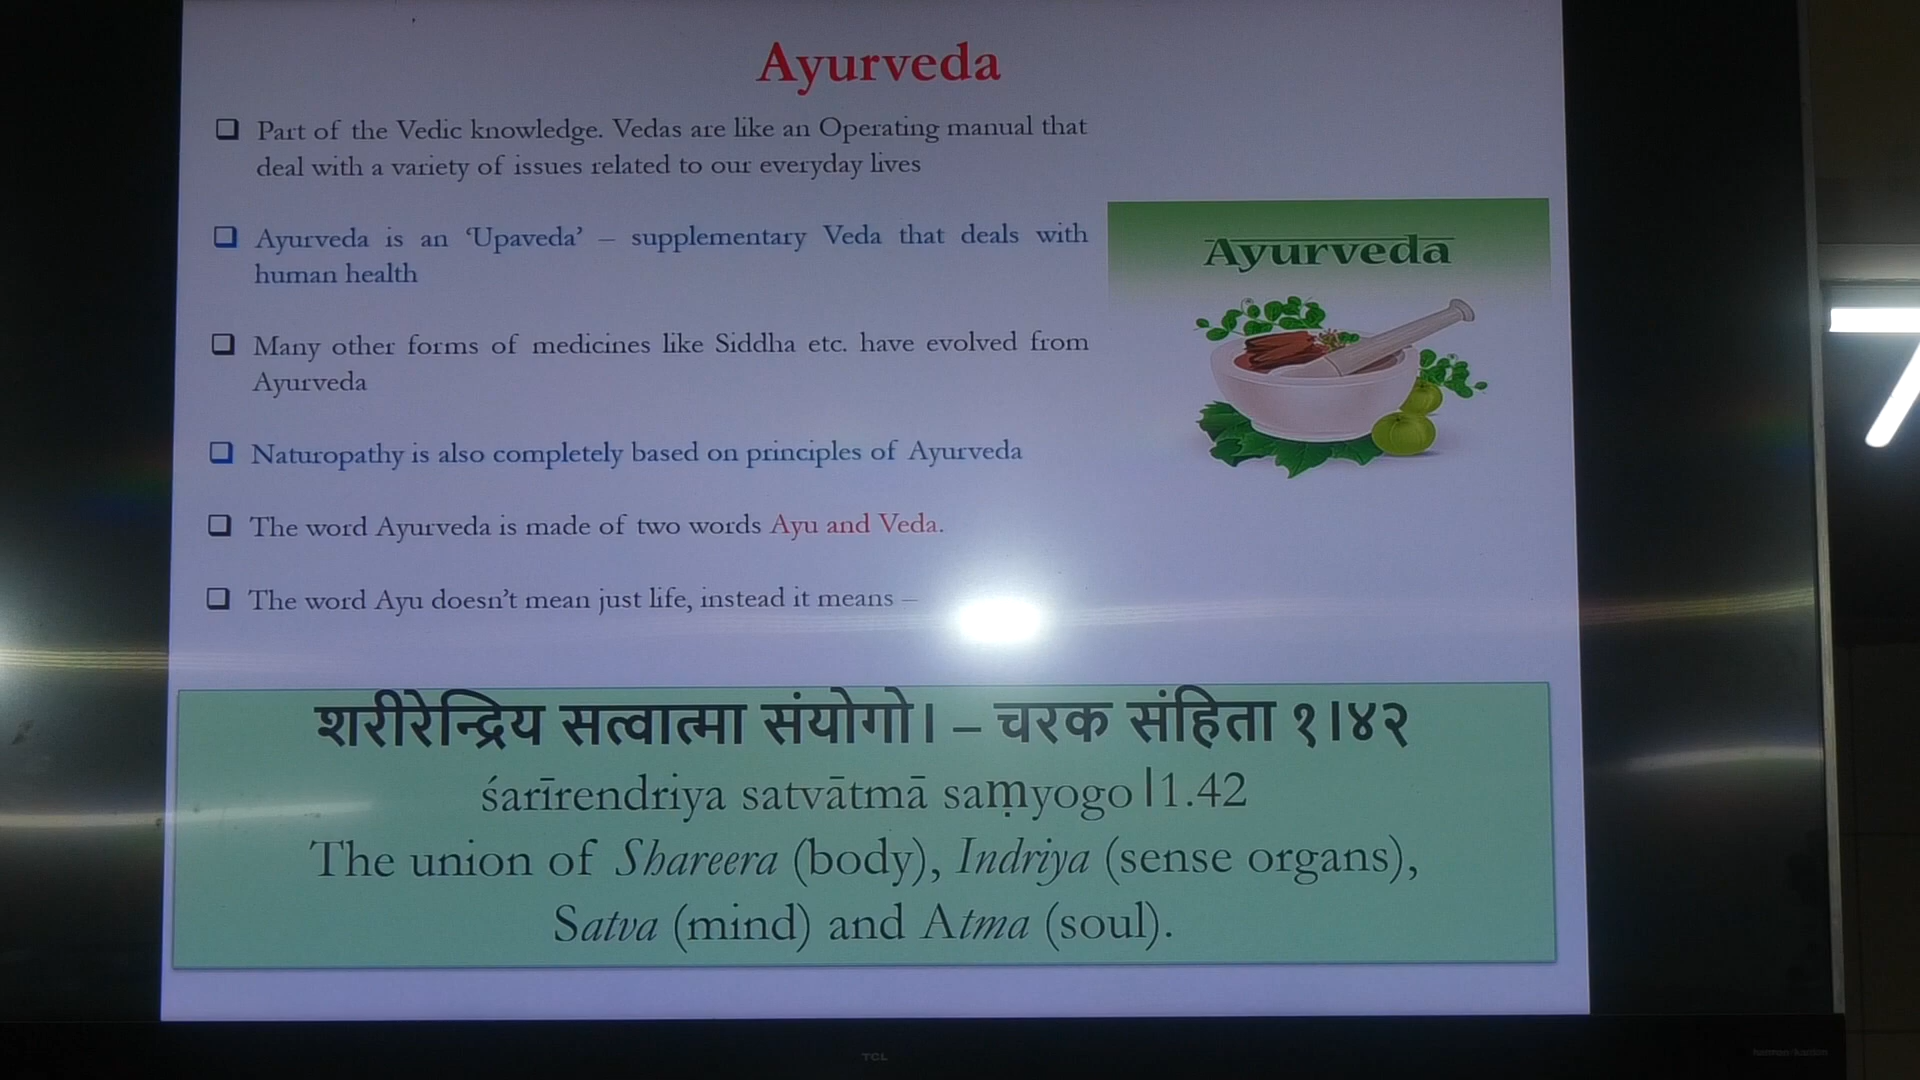 Ayurveda
Part of the Vedic knowledge. Vedas are like an Operating manual that
deal with a variety of issues related to our everyday lives
Ayurveda is an ‘Upaveda’ – supplementary Veda that deals with
human health
Many other forms of medicines like Siddha etc. have evolved from
Ayurveda
Naturopathy is also completely based on principles of Ayurveda
The word Ayurveda is made of two words Ayu and Veda.
The word Ayu doesn’t mean just life, instead it means –
Ayurveda
शरीरेन्द्रिय सत्वात्मा संयोगो। – चरक संहिता १।४२
śarīrendriya satvātmā saṃyogo|1.42
The union of Shareera (body), Indriya (sense organs),
Satva (mind) and Atma (soul).
TCL
harman/kardon